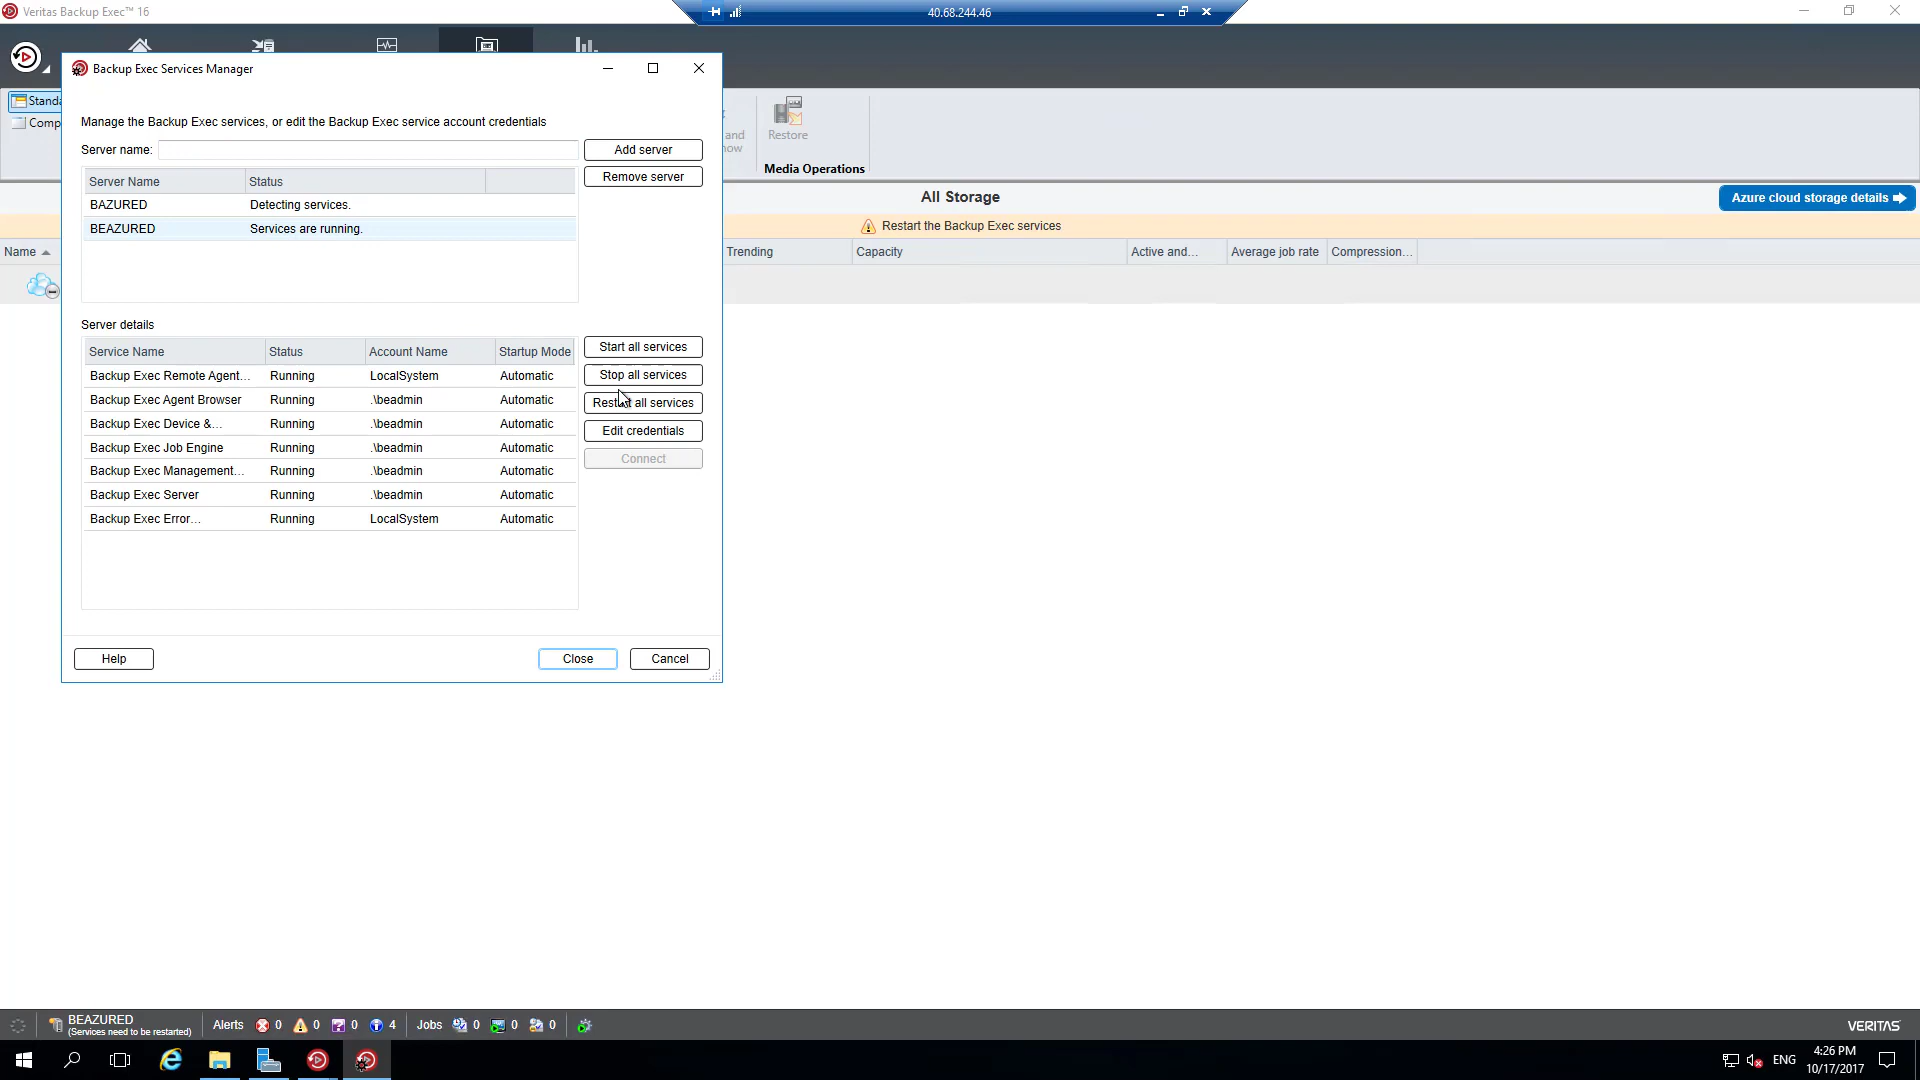 Veritas Backup Exec™ 16
40.68.244.46
Backup Exec Services Manager
Standa
Comp
Manage the Backup Exec services, or edit the Backup Exec service account credentials
Server name:
Add server
Remove server
Server Name Status
BAZURED Detecting services.
BEAZURED Services are running.
Server details
Service Name Status Account Name Startup Mode
Backup Exec Remote Agent... Running LocalSystem Automatic
Backup Exec Agent Browser Running .\beadmin Automatic
Backup Exec Device &... Running .\beadmin Automatic
Backup Exec Job Engine Running .\beadmin Automatic
Backup Exec Management... Running .\beadmin Automatic
Backup Exec Server Running .\beadmin Automatic
Backup Exec Error... Running LocalSystem Automatic
Start all services
Stop all services
Restart all services
Edit credentials
Connect
Help
Close
Cancel
and
ow
Restore
Media Operations
All Storage
Azure cloud storage details
Restart the Backup Exec services
Name
Trending Capacity Active and... Average job rate Compression...
BEAZURED
(Services need to be restarted)
Alerts 0 0 0 4 Jobs 0 0 0
VERITAS
ENG
4:26 PM
10/17/2017